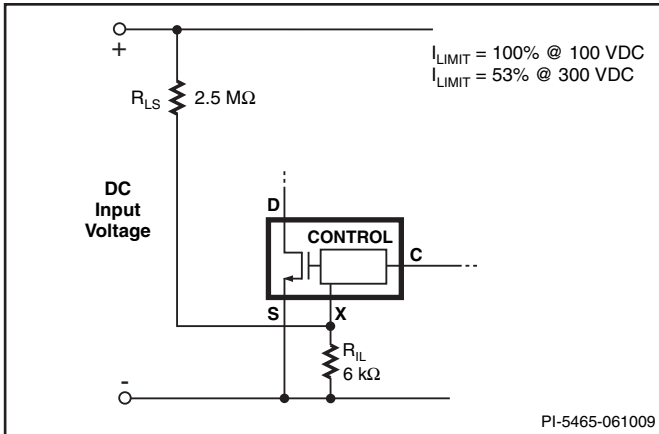 +
R_LS 2.5 MΩ
I_LIMIT = 100% @ 100 VDC
I_LIMIT = 53% @ 300 VDC
DC
Input
Voltage
D
CONTROL
C
S
X
R_IL
6 kΩ
-
PI-5465-061009